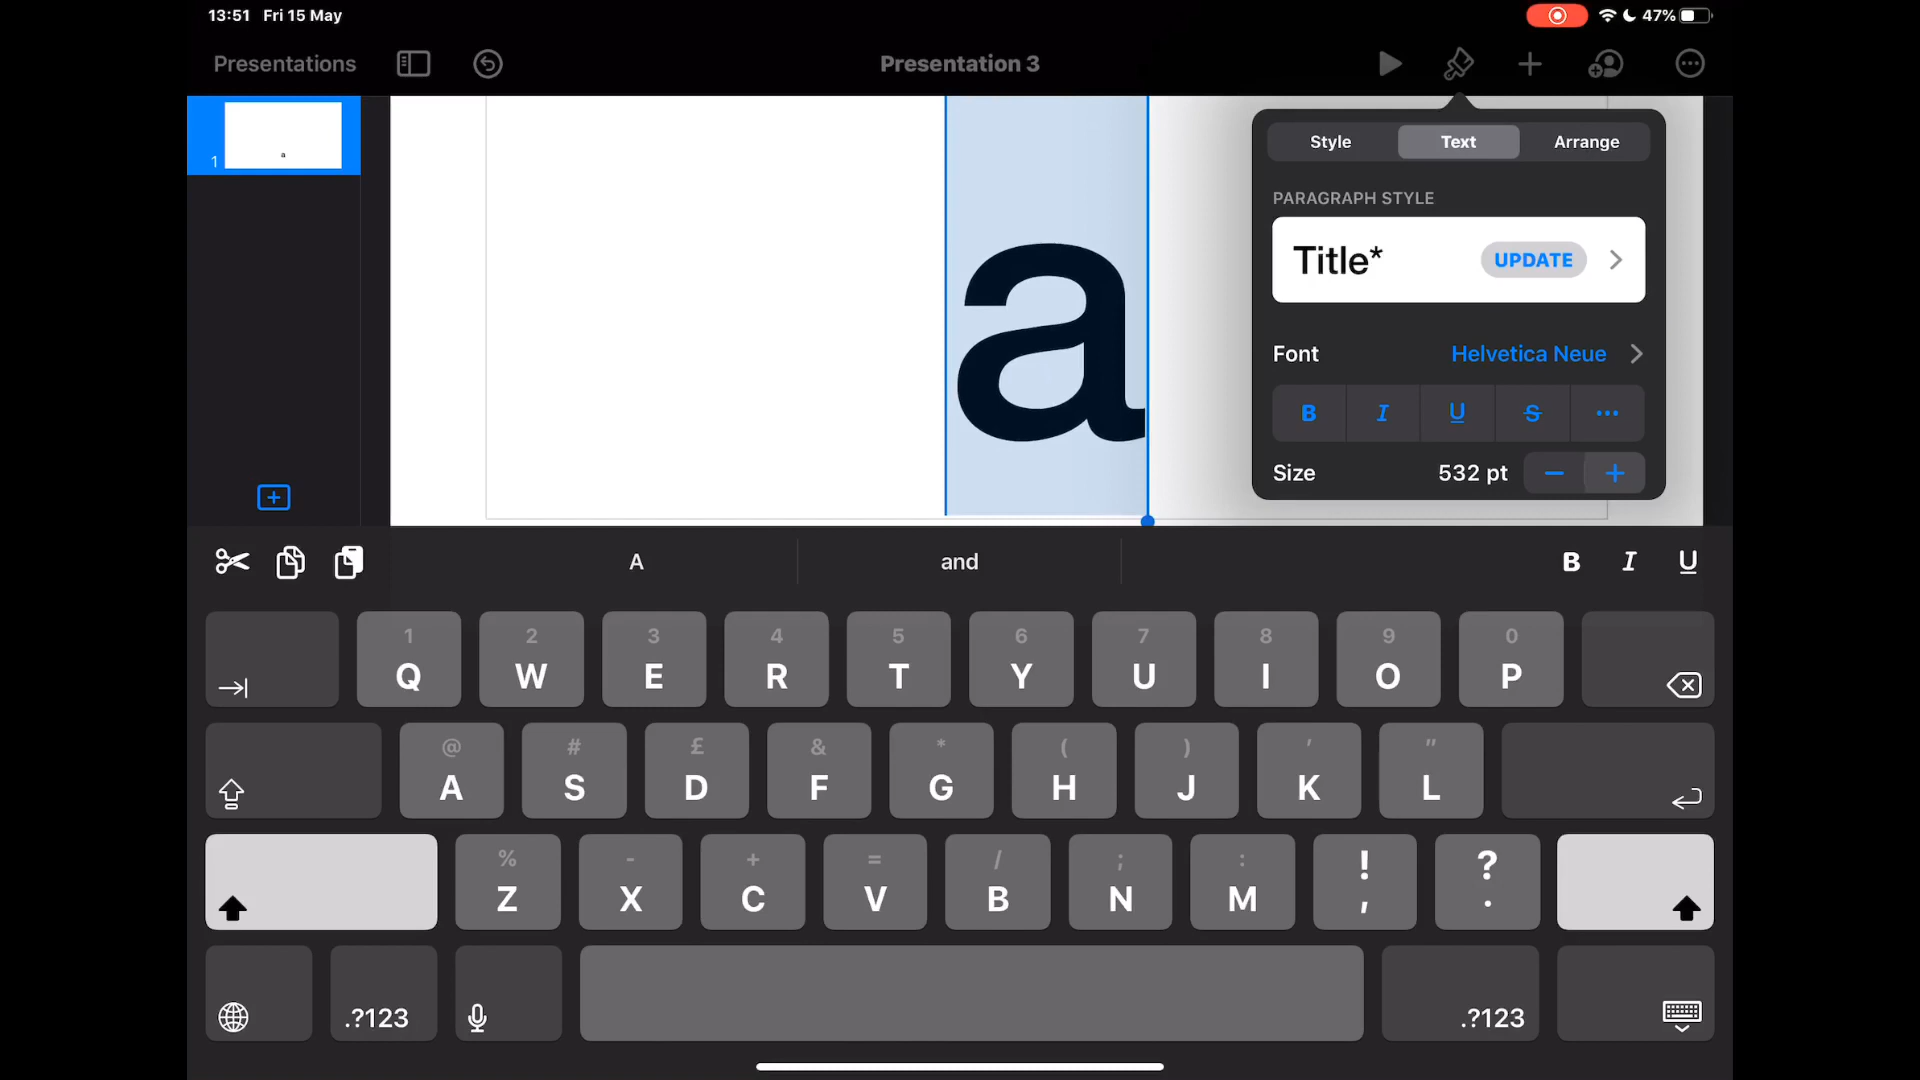 13:51 Fri 15 May 47%
Presentations Presentation 3
1 a
a
Style Text Arrange
PARAGRAPH STYLE
Title* UPDATE
Font Helvetica Neue
B I U S ...
Size 532 pt − +
A and B I U
1 2 3 4 5 6 7 8 9 0
Q W E R T Y U I O P
@ # £ & * ( ) ' "
A S D F G H J K L
% - + = / ; : ! ?
Z X C V B N M , .
.?123 .?123